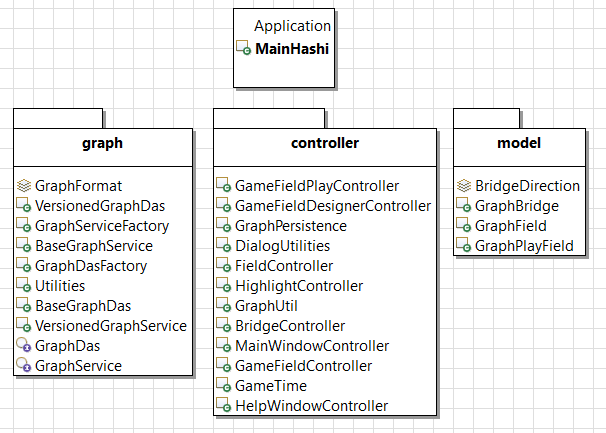 Application
MainHashi
graph
GraphFormat
VersionedGraphDas
GraphServiceFactory
BaseGraphService
GraphDasFactory
Utilities
BaseGraphDas
VersionedGraphService
GraphDas
GraphService
controller
GameFieldPlayController
GameFieldDesignerController
GraphPersistence
DialogUtilities
FieldController
HighlightController
GraphUtil
BridgeController
MainWindowController
GameFieldController
GameTime
HelpWindowController
model
BridgeDirection
GraphBridge
GraphField
GraphPlayField